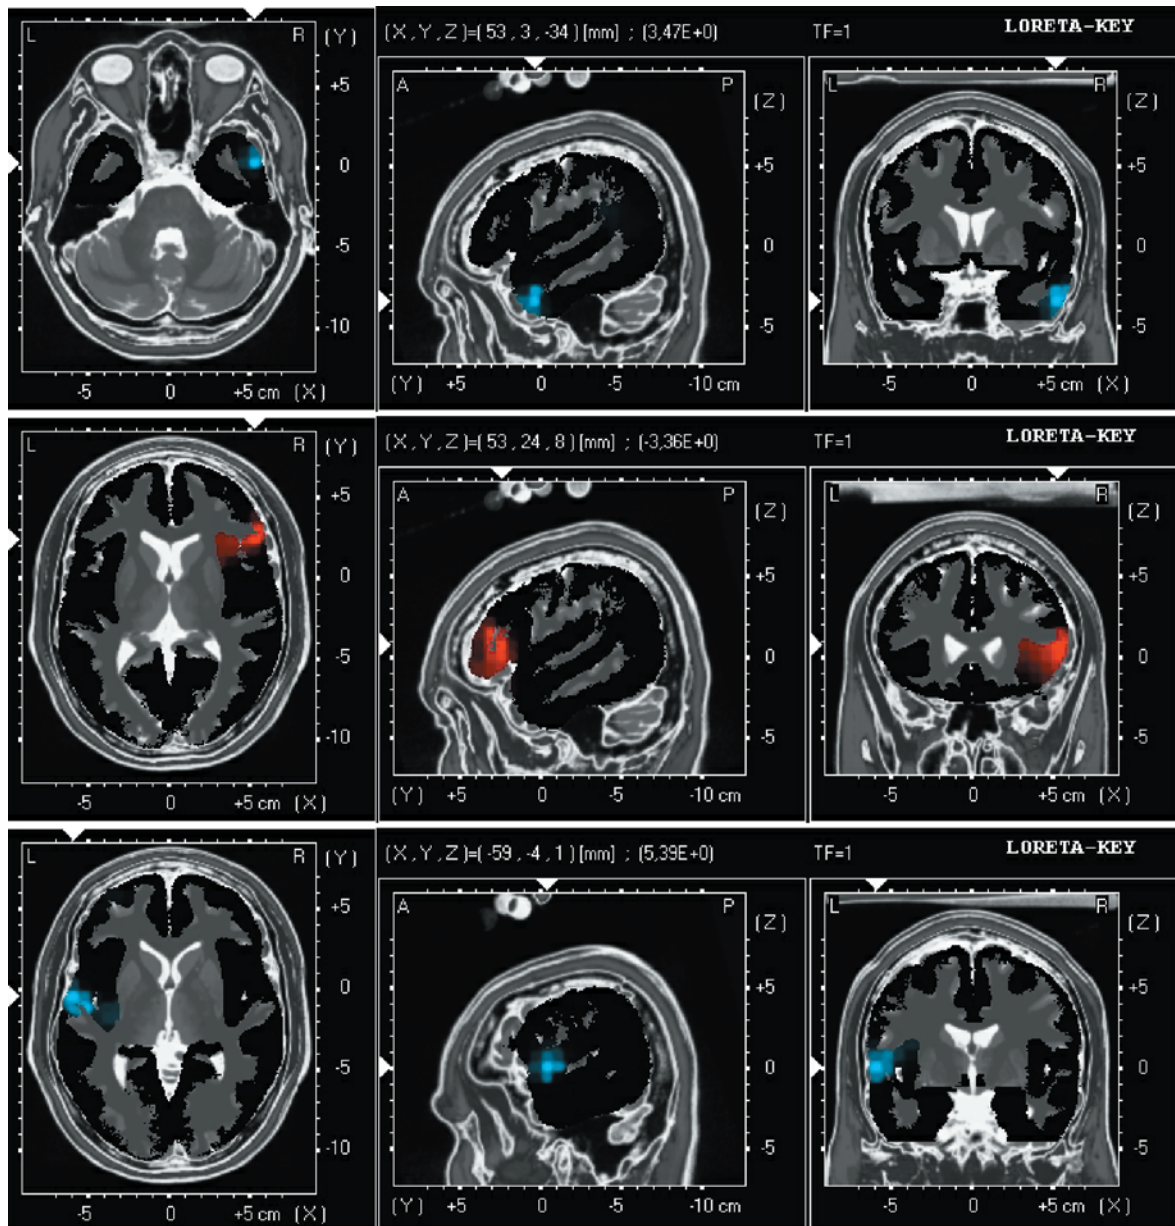 L R (Y)
+5
0
-5
-10
-5 0 +5 cm (X)
(X,Y,Z)=(53,3,-34)[mm] ; (3,47E+0) TF=1 LORETA-KEY
A P (Z)
+5
0
-5
(Y) +5 0 -5 -10 cm
L R (Z)
+5
0
-5
-5 0 +5 cm (X)
L R (Y)
+5
0
-5
-10
-5 0 +5 cm (X)
(X,Y,Z)=(53,24,8)[mm] ; (-3,36E+0) TF=1 LORETA-KEY
A P (Z)
+5
0
-5
(Y) +5 0 -5 -10 cm
L R (Z)
+5
0
-5
-5 0 +5 cm (X)
L R (Y)
+5
0
-5
-10
-5 0 +5 cm (X)
(X,Y,Z)=(-59,-4,1)[mm] ; (5,39E+0) TF=1 LORETA-KEY
A P (Z)
+5
0
-5
(Y) +5 0 -5 -10 cm
L R (Z)
+5
0
-5
-5 0 +5 cm (X)